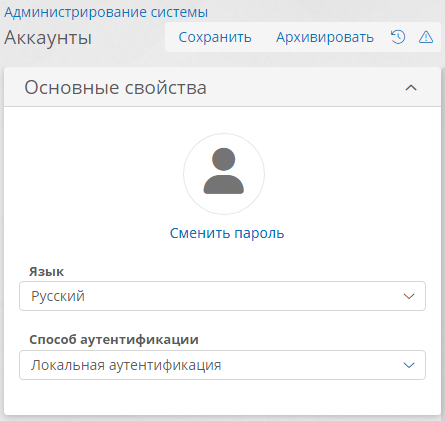 Администрирование системы
Аккаунты
Сохранить
Архивировать
Основные свойства
Сменить пароль
Язык
Русский
Способ аутентификации
Локальная аутентификация